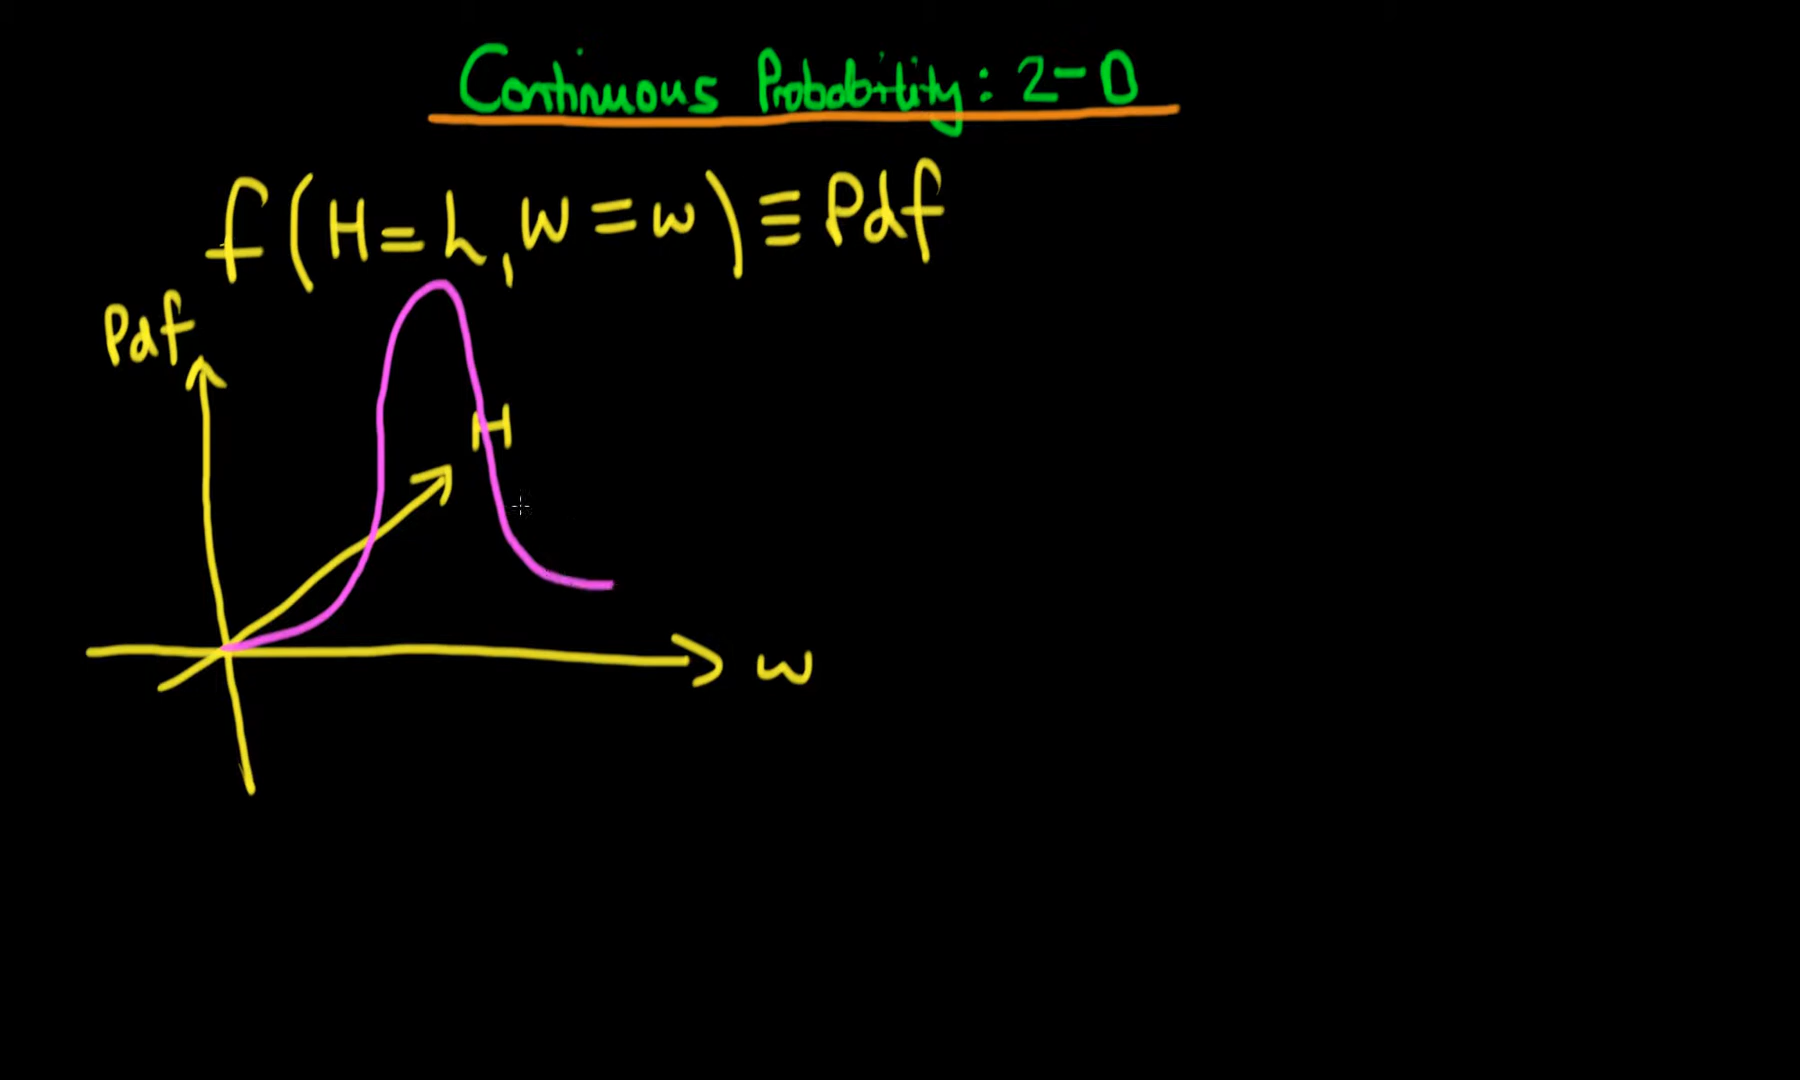 Continuous Probability: 2-D
f(H=h, W=w) ≡ Pdf
Pdf
H
w